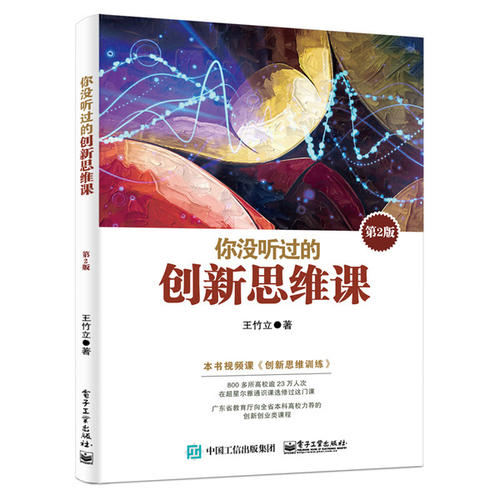 你没听过的创新思维课
第2版
王竹立●著
电子工业出版社
第2版
你没听过的
创新思维课
王竹立●著
本书视频课《创新思维训练》
800多所高校逾23万人次
在超星尔雅通识课选修过这门课
广东省教育厅向全省本科高校力荐的
创新创业类课程
中国工信出版集团
电子工业出版社